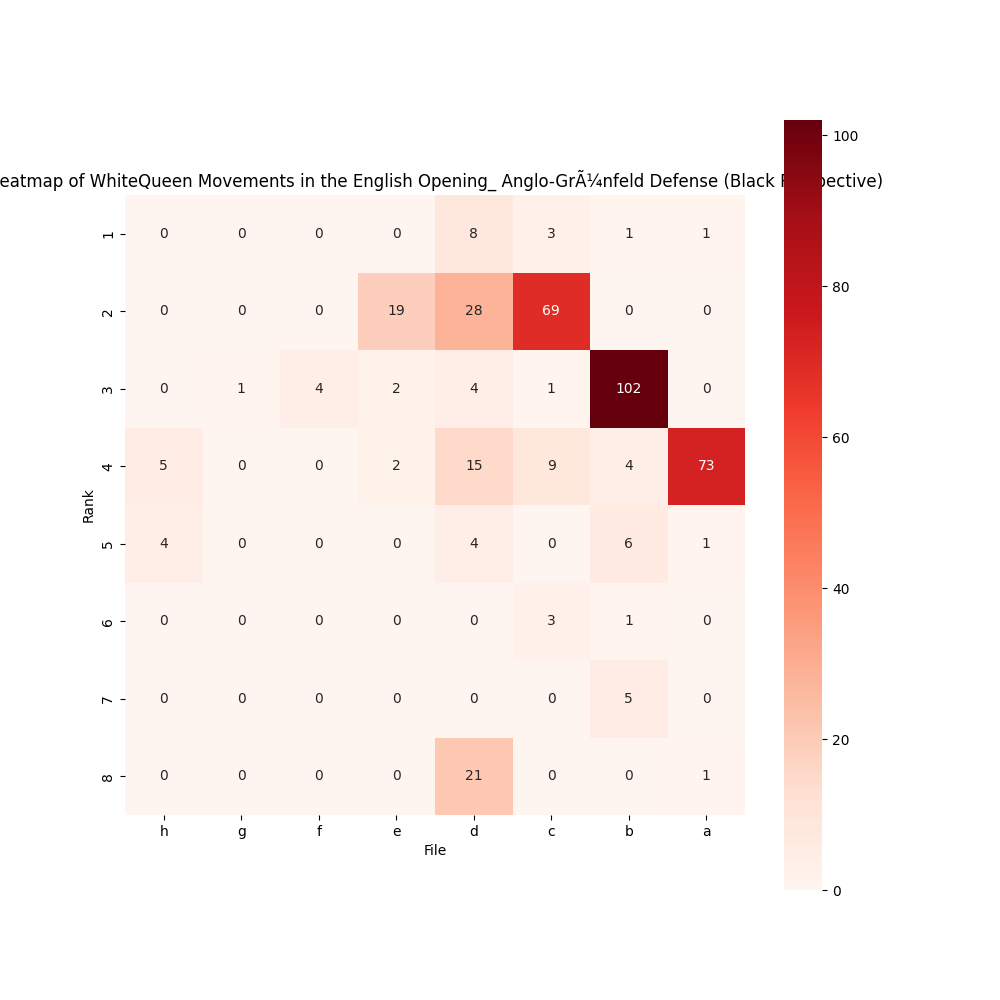 eatmap of WhiteQueen Movements in the English Opening_ Anglo-GrÃ¼nfeld Defense (Black pective)
100
80
60
40
20
0
Rank
1 0 0 0 0 8 3 1 1
2 0 0 0 19 28 69 0 0
3 0 1 4 2 4 1 102 0
4 5 0 0 2 15 9 4 73
5 4 0 0 0 4 0 6 1
6 0 0 0 0 0 3 1 0
7 0 0 0 0 0 0 5 0
8 0 0 0 0 21 0 0 1
h g f e d c b a
File